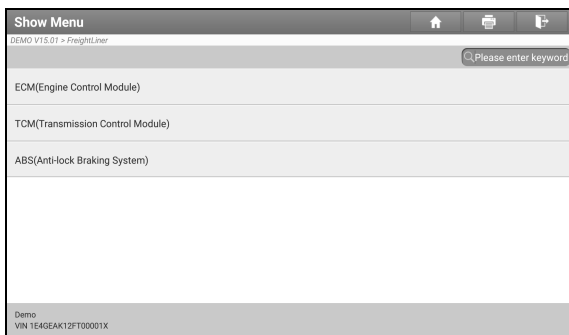 Show Menu
DEMO V15.01 > FreightLiner
Please enter keyword
ECM(Engine Control Module)
TCM(Transmission Control Module)
ABS(Anti-lock Braking System)
Demo
VIN 1E4GEAK12FT00001X